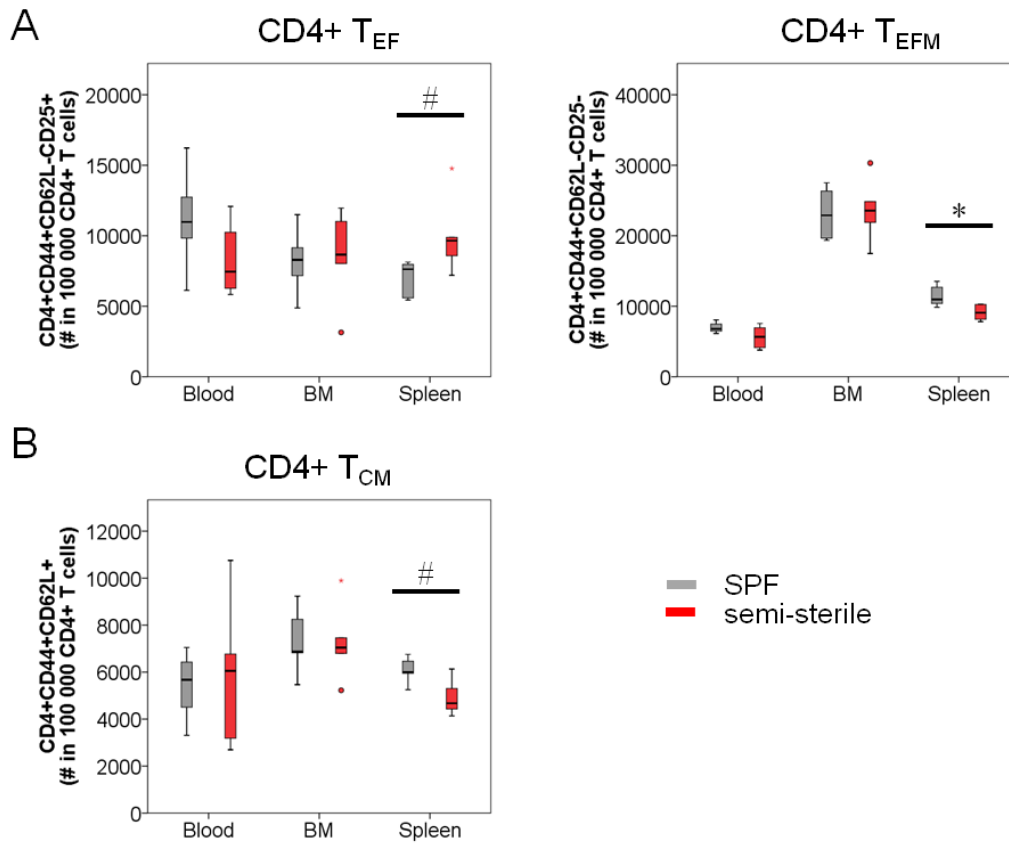 A
CD4+ TEF
CD4+CD44+CD62L-CD25+
(# in 100 000 CD4+ T cells)
20000
15000
10000
5000
0
#
*
Blood
BM
Spleen
CD4+ TEFM
CD4+CD44+CD62L-CD25-
(# in 100 000 CD4+ T cells)
40000
30000
20000
10000
0
*
Blood
BM
Spleen
B
CD4+ TCM
CD4+CD44+CD62L+
(# in 100 000 CD4+ T cells)
12000
10000
8000
6000
4000
2000
0
#
*
Blood
BM
Spleen
SPF
semi-sterile